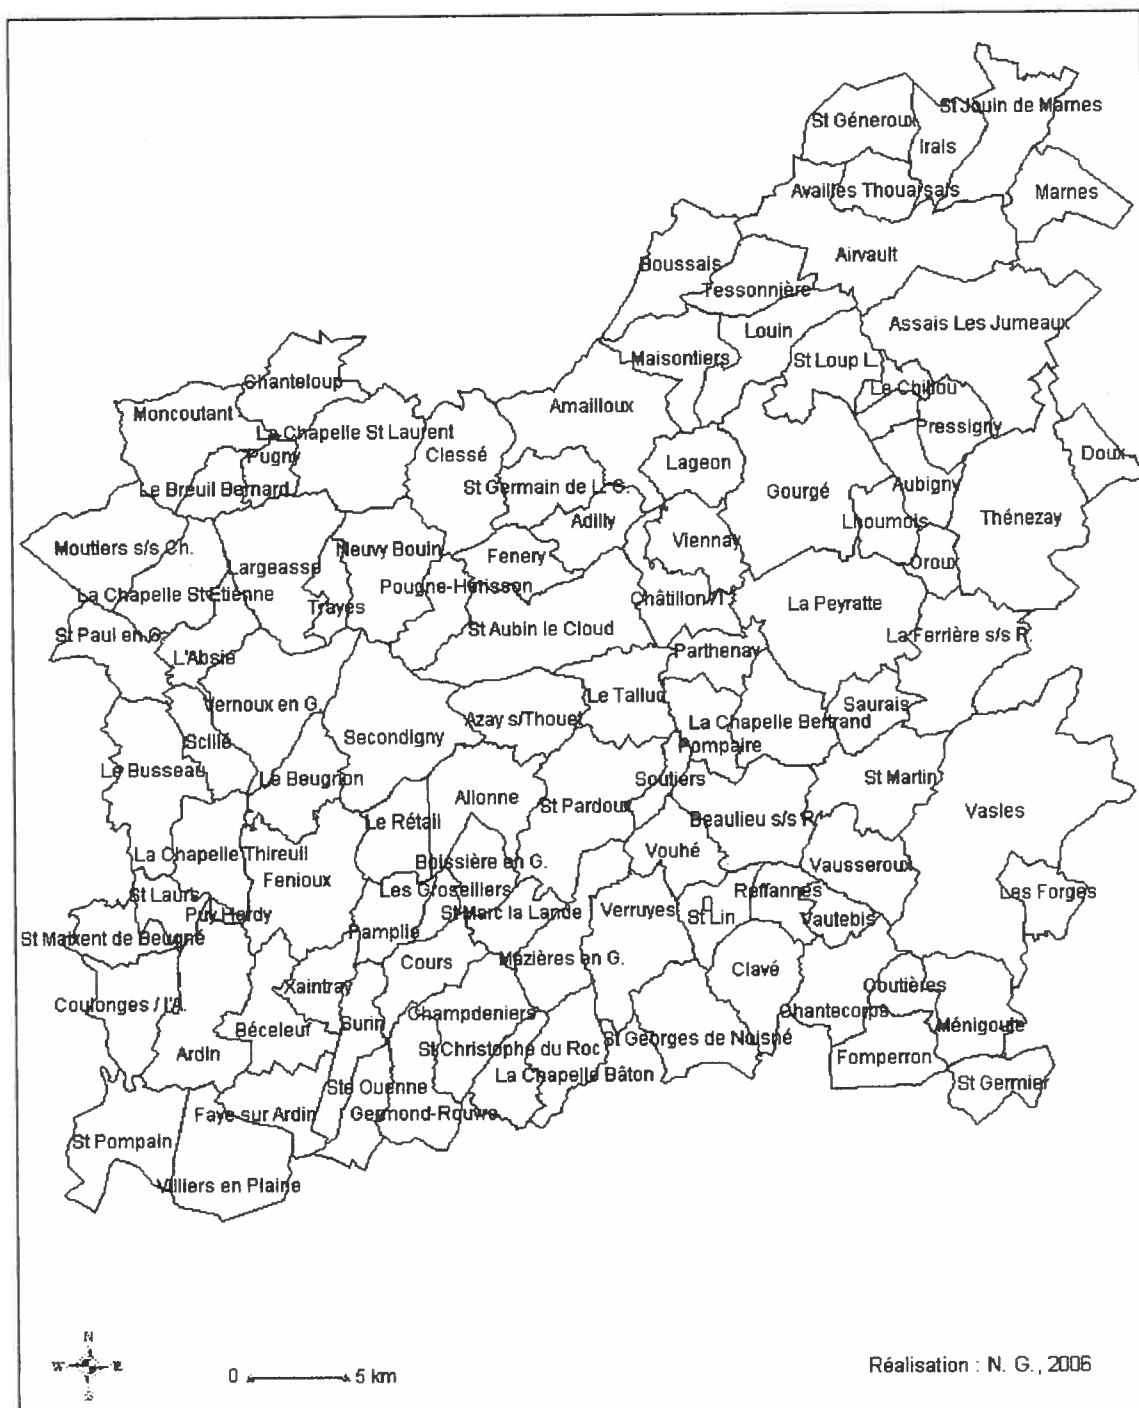 St Jouin de Marnes
St Géneroux
Irais
Availles Thouarsais
Marnes
Airvault
Boussais
Tessonnière
Assais Les Jumeaux
Louin
Maisontiers
St Loup L.
Chanteloup
Le Chillou
Amailloux
Moncoutant
Pressigny
La Chapelle St Laurent
Clessé
Doux
Pugny
Lageon
Aubigny
St Germain de L. C.
Gourgé
Le Breuil Bernard
Thénezay
Adilly
Lhoumois
Viennay
Moutiers s/s Ch.
Neuvy Bouin
Fenery
Oroux
Largeasse
Pougne-Hérisson
La Chapelle St Etienne
Châtillon /T.
La Peyratte
Trayes
St Aubin le Cloud
St Paul en G.
La Ferrière s/s R.
L'Absie
Parthenay
Le Tallud
Vernoux en G.
Saurais
Azay s/Thouet
La Chapelle Bertrand
Secondigny
Scillé
Pompaire
Le Busseau
Le Beugnon
Soutiers
St Martin
Allonne
St Pardoux
Vasles
Le Rétail
Beaulieu s/s R.
La Chapelle Thireuil
Vouhé
Boissière en G.
Vausseroux
Fenioux
St Laurs
Les Groseillers
Reffannes
Les Forges
Puy Hardy
St Marc la Lande
Verruyes
St Lin
Vautebis
St Maixent de Beugné
Pamplie
Cours
Mézières en G.
Clavé
Xaintray
Coutières
Coulonges / l'A.
Champdeniers
Chantecorps
Béceleuf
Surin
Ménigoute
St Georges de Noisné
Ardin
St Christophe du Roc
Fomperron
La Chapelle Bâton
St Germier
Ste Ouenne
Faye sur Ardin
Germond-Rouvre
St Pompain
Villiers en Plaine
N
W E
S
0 5 km
Réalisation : N. G., 2006